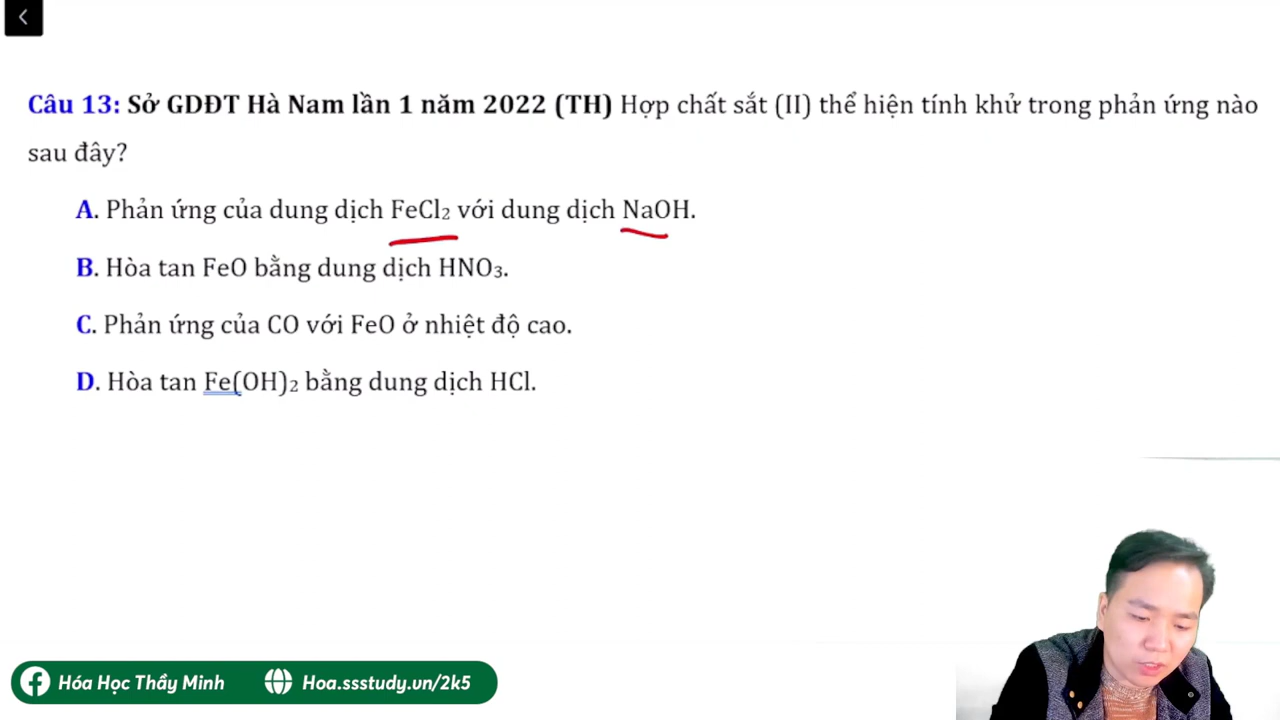 Câu 13: Sở GDĐT Hà Nam lần 1 năm 2022 (TH) Hợp chất sắt (II) thể hiện tính khử trong phản ứng nào
sau đây?
A. Phản ứng của dung dịch FeCl₂ với dung dịch NaOH.
B. Hòa tan FeO bằng dung dịch HNO₃.
C. Phản ứng của CO với FeO ở nhiệt độ cao.
D. Hòa tan Fe(OH)₂ bằng dung dịch HCl.
Hóa Học Thầy Minh Hoa.ssstudy.vn/2k5